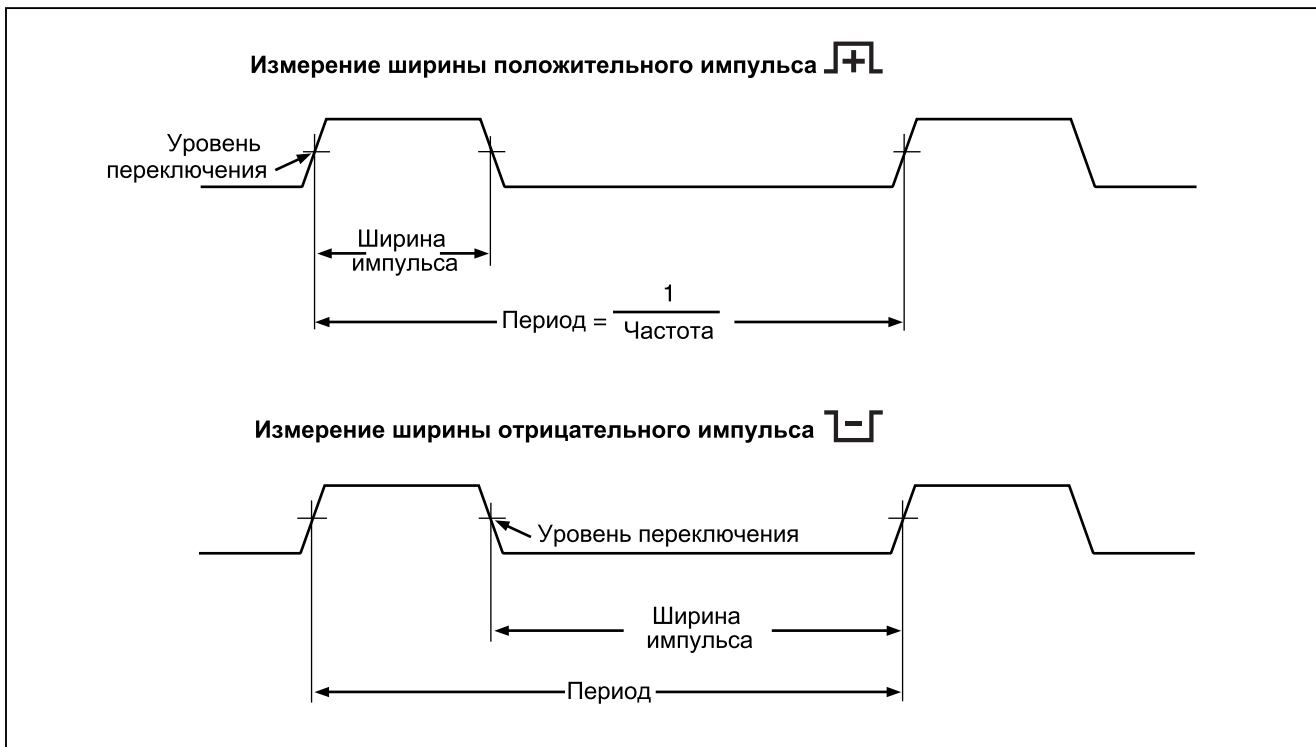 Измерение ширины положительного импульса +
Уровень
переключения
Ширина
импульса
Период = 1
Частота
Измерение ширины отрицательного импульса -
Уровень переключения
Ширина
импульса
Период